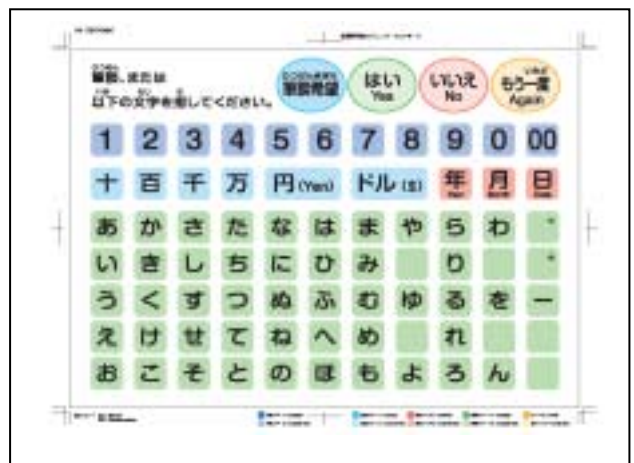 筆談、または
以下の文字を指してください。
筆談希望
はい
Yes
いいえ
No
もう一度
Again
1 2 3 4 5 6 7 8 9 0 00
十 百 千 万 円(Yen) ドル($) 年 月 日
あ か さ た な は ま や ら わ ゛
い き し ち に ひ み り ゜
う く す つ ぬ ふ む ゆ る を ー
え け せ て ね へ め れ
お こ そ と の ほ も よ ろ ん